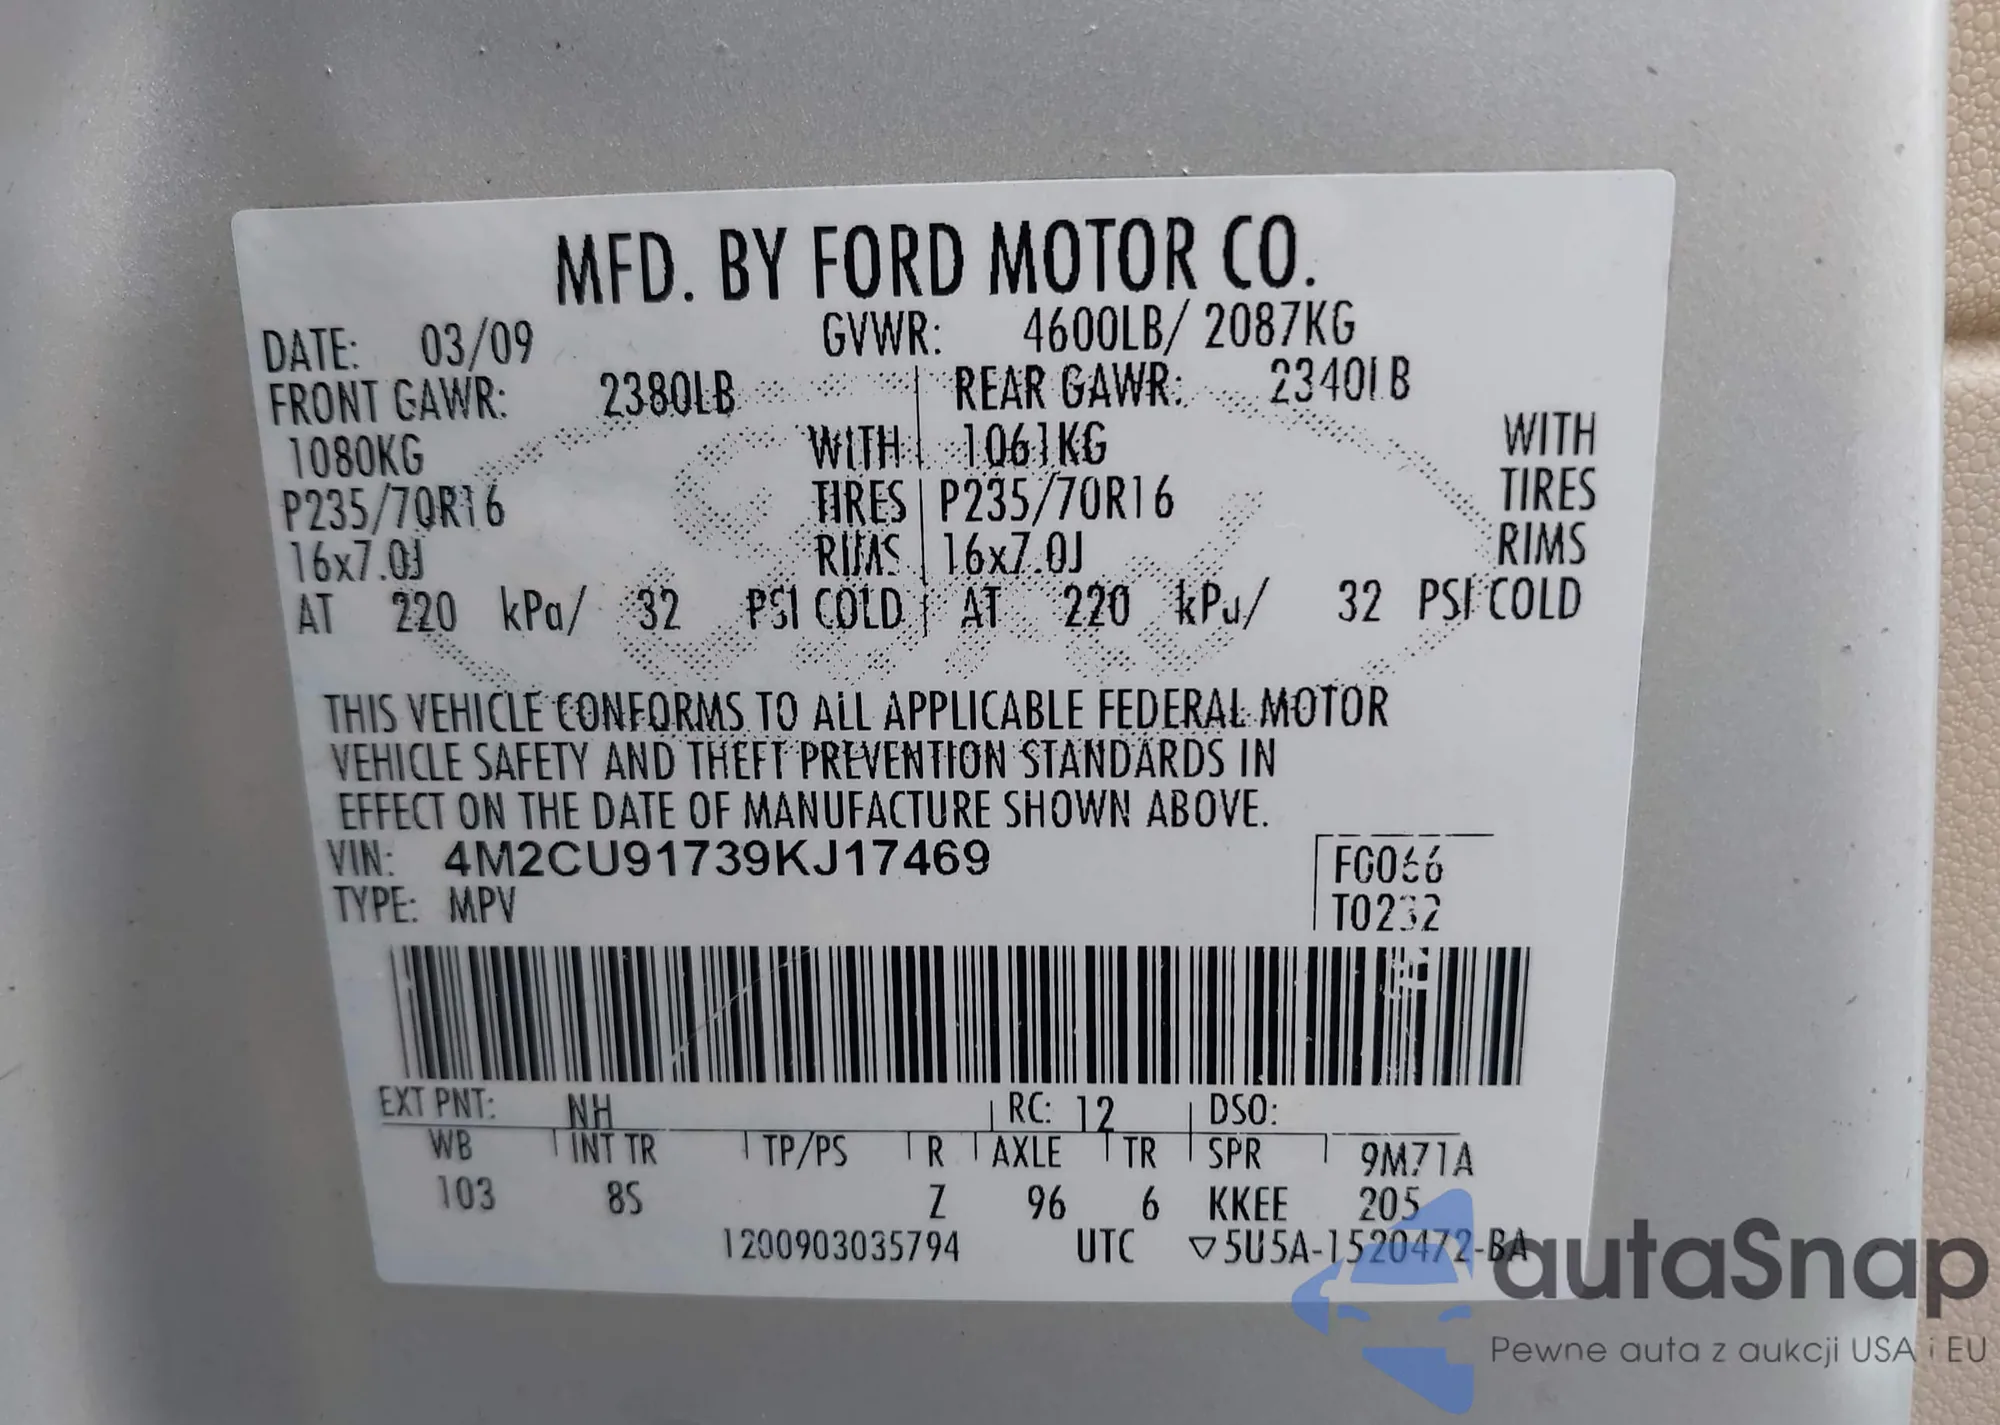 MFD. BY FORD MOTOR CO.
DATE: 03/09 GVWR: 4600LB/ 2087KG
FRONT GAWR: 2380LB REAR GAWR: 2340LB
1080KG WITH 1061KG WITH
P235/70R16 TIRES P235/70R16 TIRES
16x7.0J RIMS 16x7.0J RIMS
AT 220 kPa/ 32 PSI COLD AT 220 kPa/ 32 PSI COLD
THIS VEHICLE CONFORMS TO ALL APPLICABLE FEDERAL MOTOR
VEHICLE SAFETY AND THEFT PREVENTION STANDARDS IN
EFFECT ON THE DATE OF MANUFACTURE SHOWN ABOVE.
VIN: 4M2CU91739KJ17469 F0066
TYPE: MPV T0232
EXT PNT: NH RC: 12 DSO:
WB INT TR TP/PS R AXLE TR SPR 9M71A
103 8S Z 96 6 KKEE 205
1200903035794 UTC ▽5U5A-1520472-BA
autaSnap
Pewne auta z aukcji USA i EU